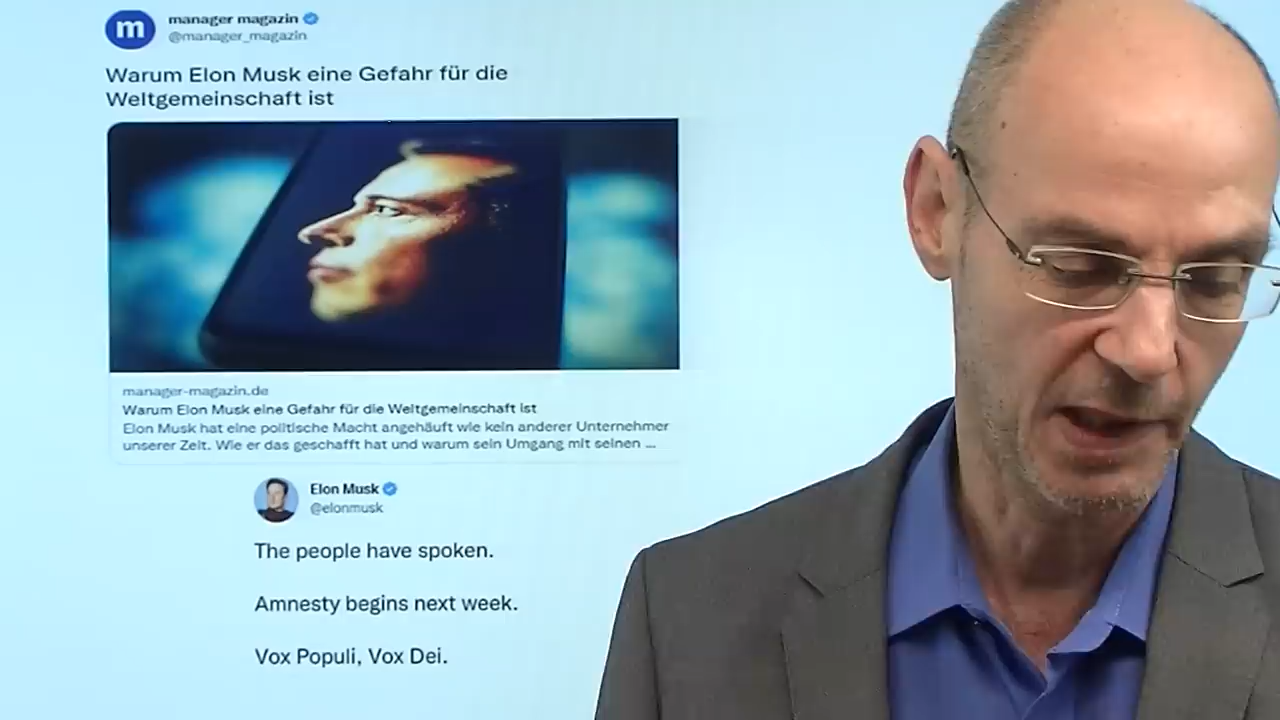 m
manager magazin
@manager_magazin
Warum Elon Musk eine Gefahr für die
Weltgemeinschaft ist
manager-magazin.de
Warum Elon Musk eine Gefahr für die Weltgemeinschaft ist
Elon Musk hat eine politische Macht angehäuft wie kein anderer Unternehmer
unserer Zeit. Wie er das geschafft hat und warum sein Umgang mit seinen ...
Elon Musk
@elonmusk
The people have spoken.
Amnesty begins next week.
Vox Populi, Vox Dei.